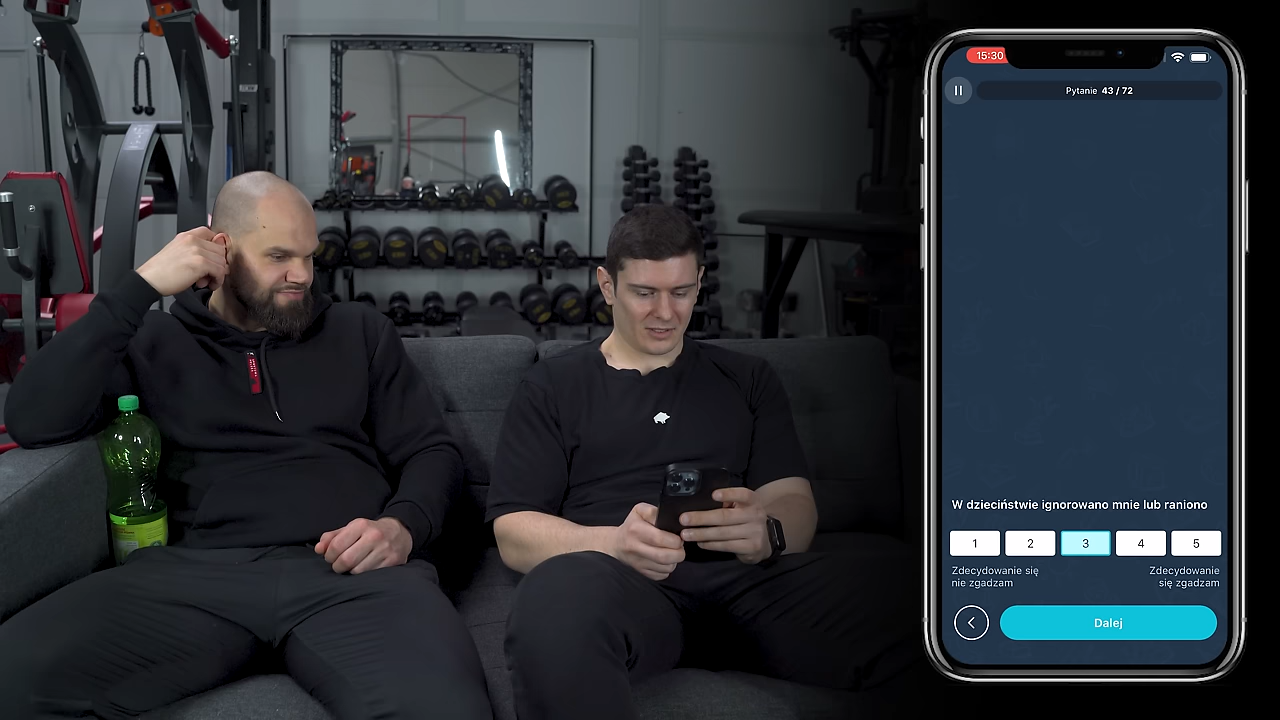 15:30
Pytanie 43 / 72
W dzieciństwie ignorowano mnie lub raniono
1 2 3 4 5
Zdecydowanie się
nie zgadzam
Zdecydowanie
się zgadzam
Dalej